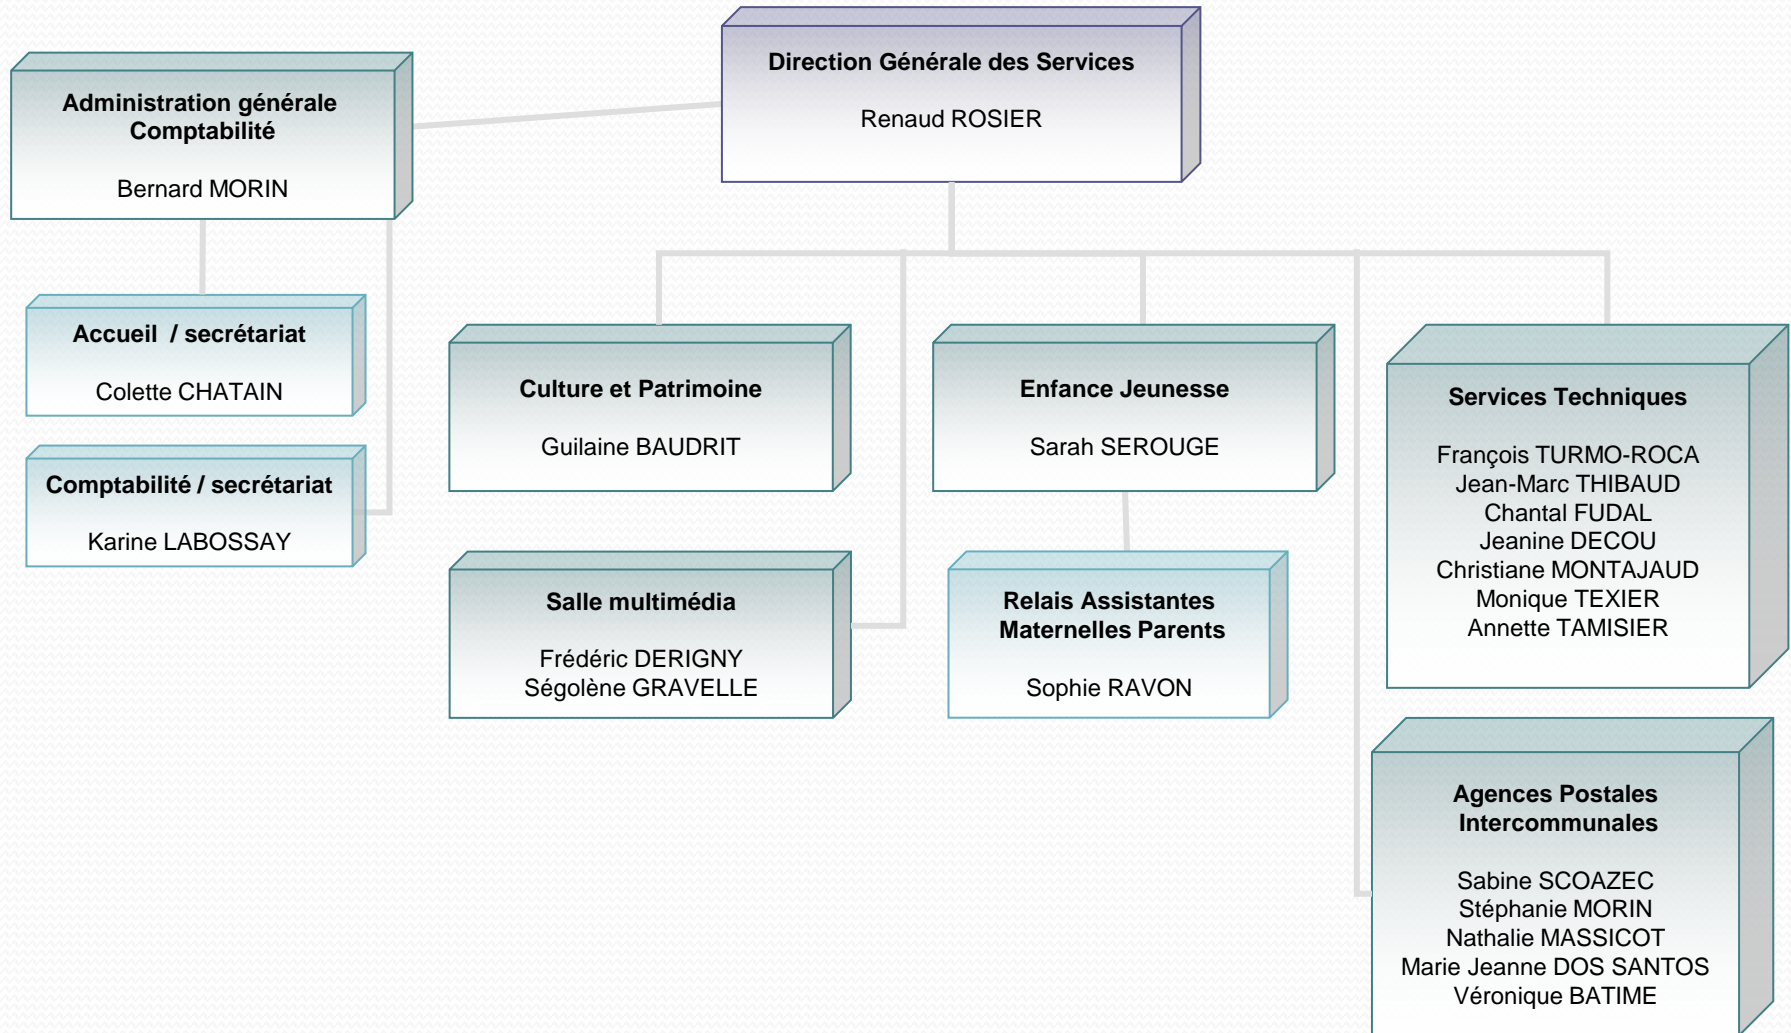 Direction Générale des Services
Renaud ROSIER
Administration générale
Comptabilité
Bernard MORIN
Accueil / secrétariat
Colette CHATAIN
Comptabilité / secrétariat
Karine LABOSSAY
Culture et Patrimoine
Guilaine BAUDRIT
Salle multimédia
Frédéric DERIGNY
Ségolène GRAVELLE
Enfance Jeunesse
Sarah SEROUGE
Relais Assistantes
Maternelles Parents
Sophie RAVON
Services Techniques
François TURMO-ROCA
Jean-Marc THIBAUD
Chantal FUDAL
Jeanine DECOU
Christiane MONTAJAUD
Monique TEXIER
Annette TAMISIER
Agences Postales
Intercommunales
Sabine SCOAZEC
Stéphanie MORIN
Nathalie MASSICOT
Marie Jeanne DOS SANTOS
Véronique BATIME